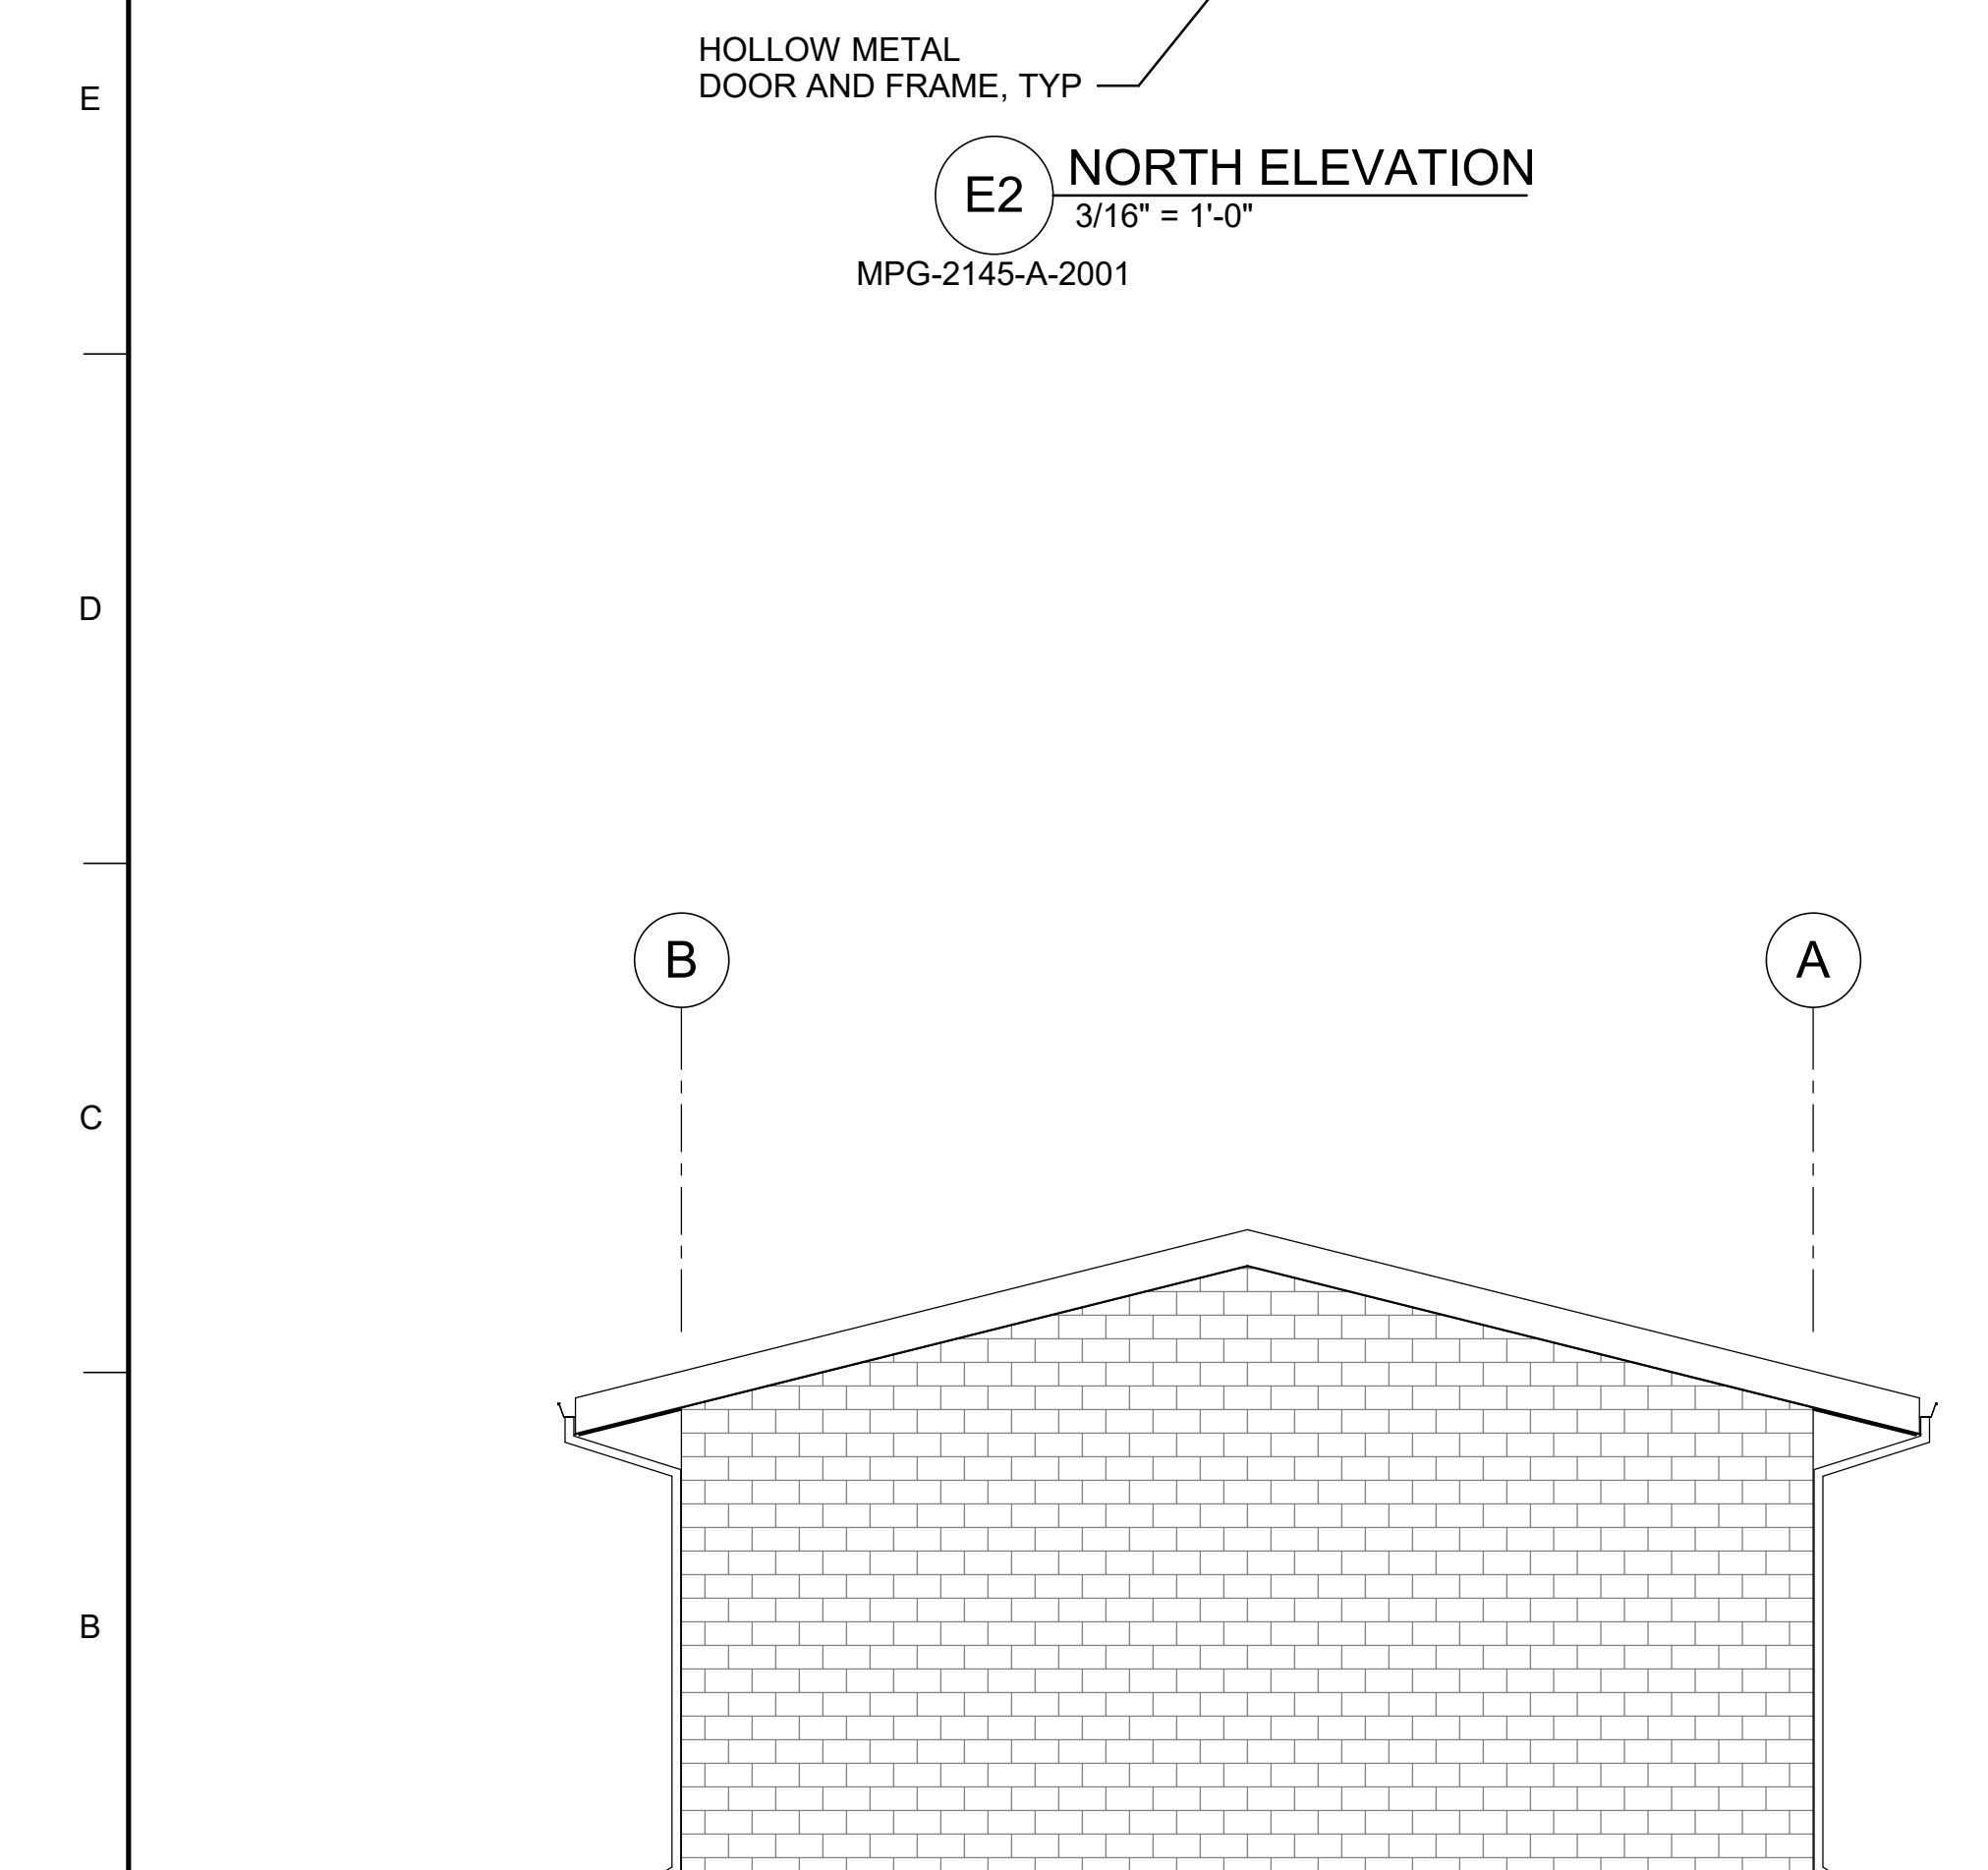 HOLLOW METAL
DOOR AND FRAME, TYP
E
E2
NORTH ELEVATION
3/16" = 1'-0"
MPG-2145-A-2001
D
B
A
C
B